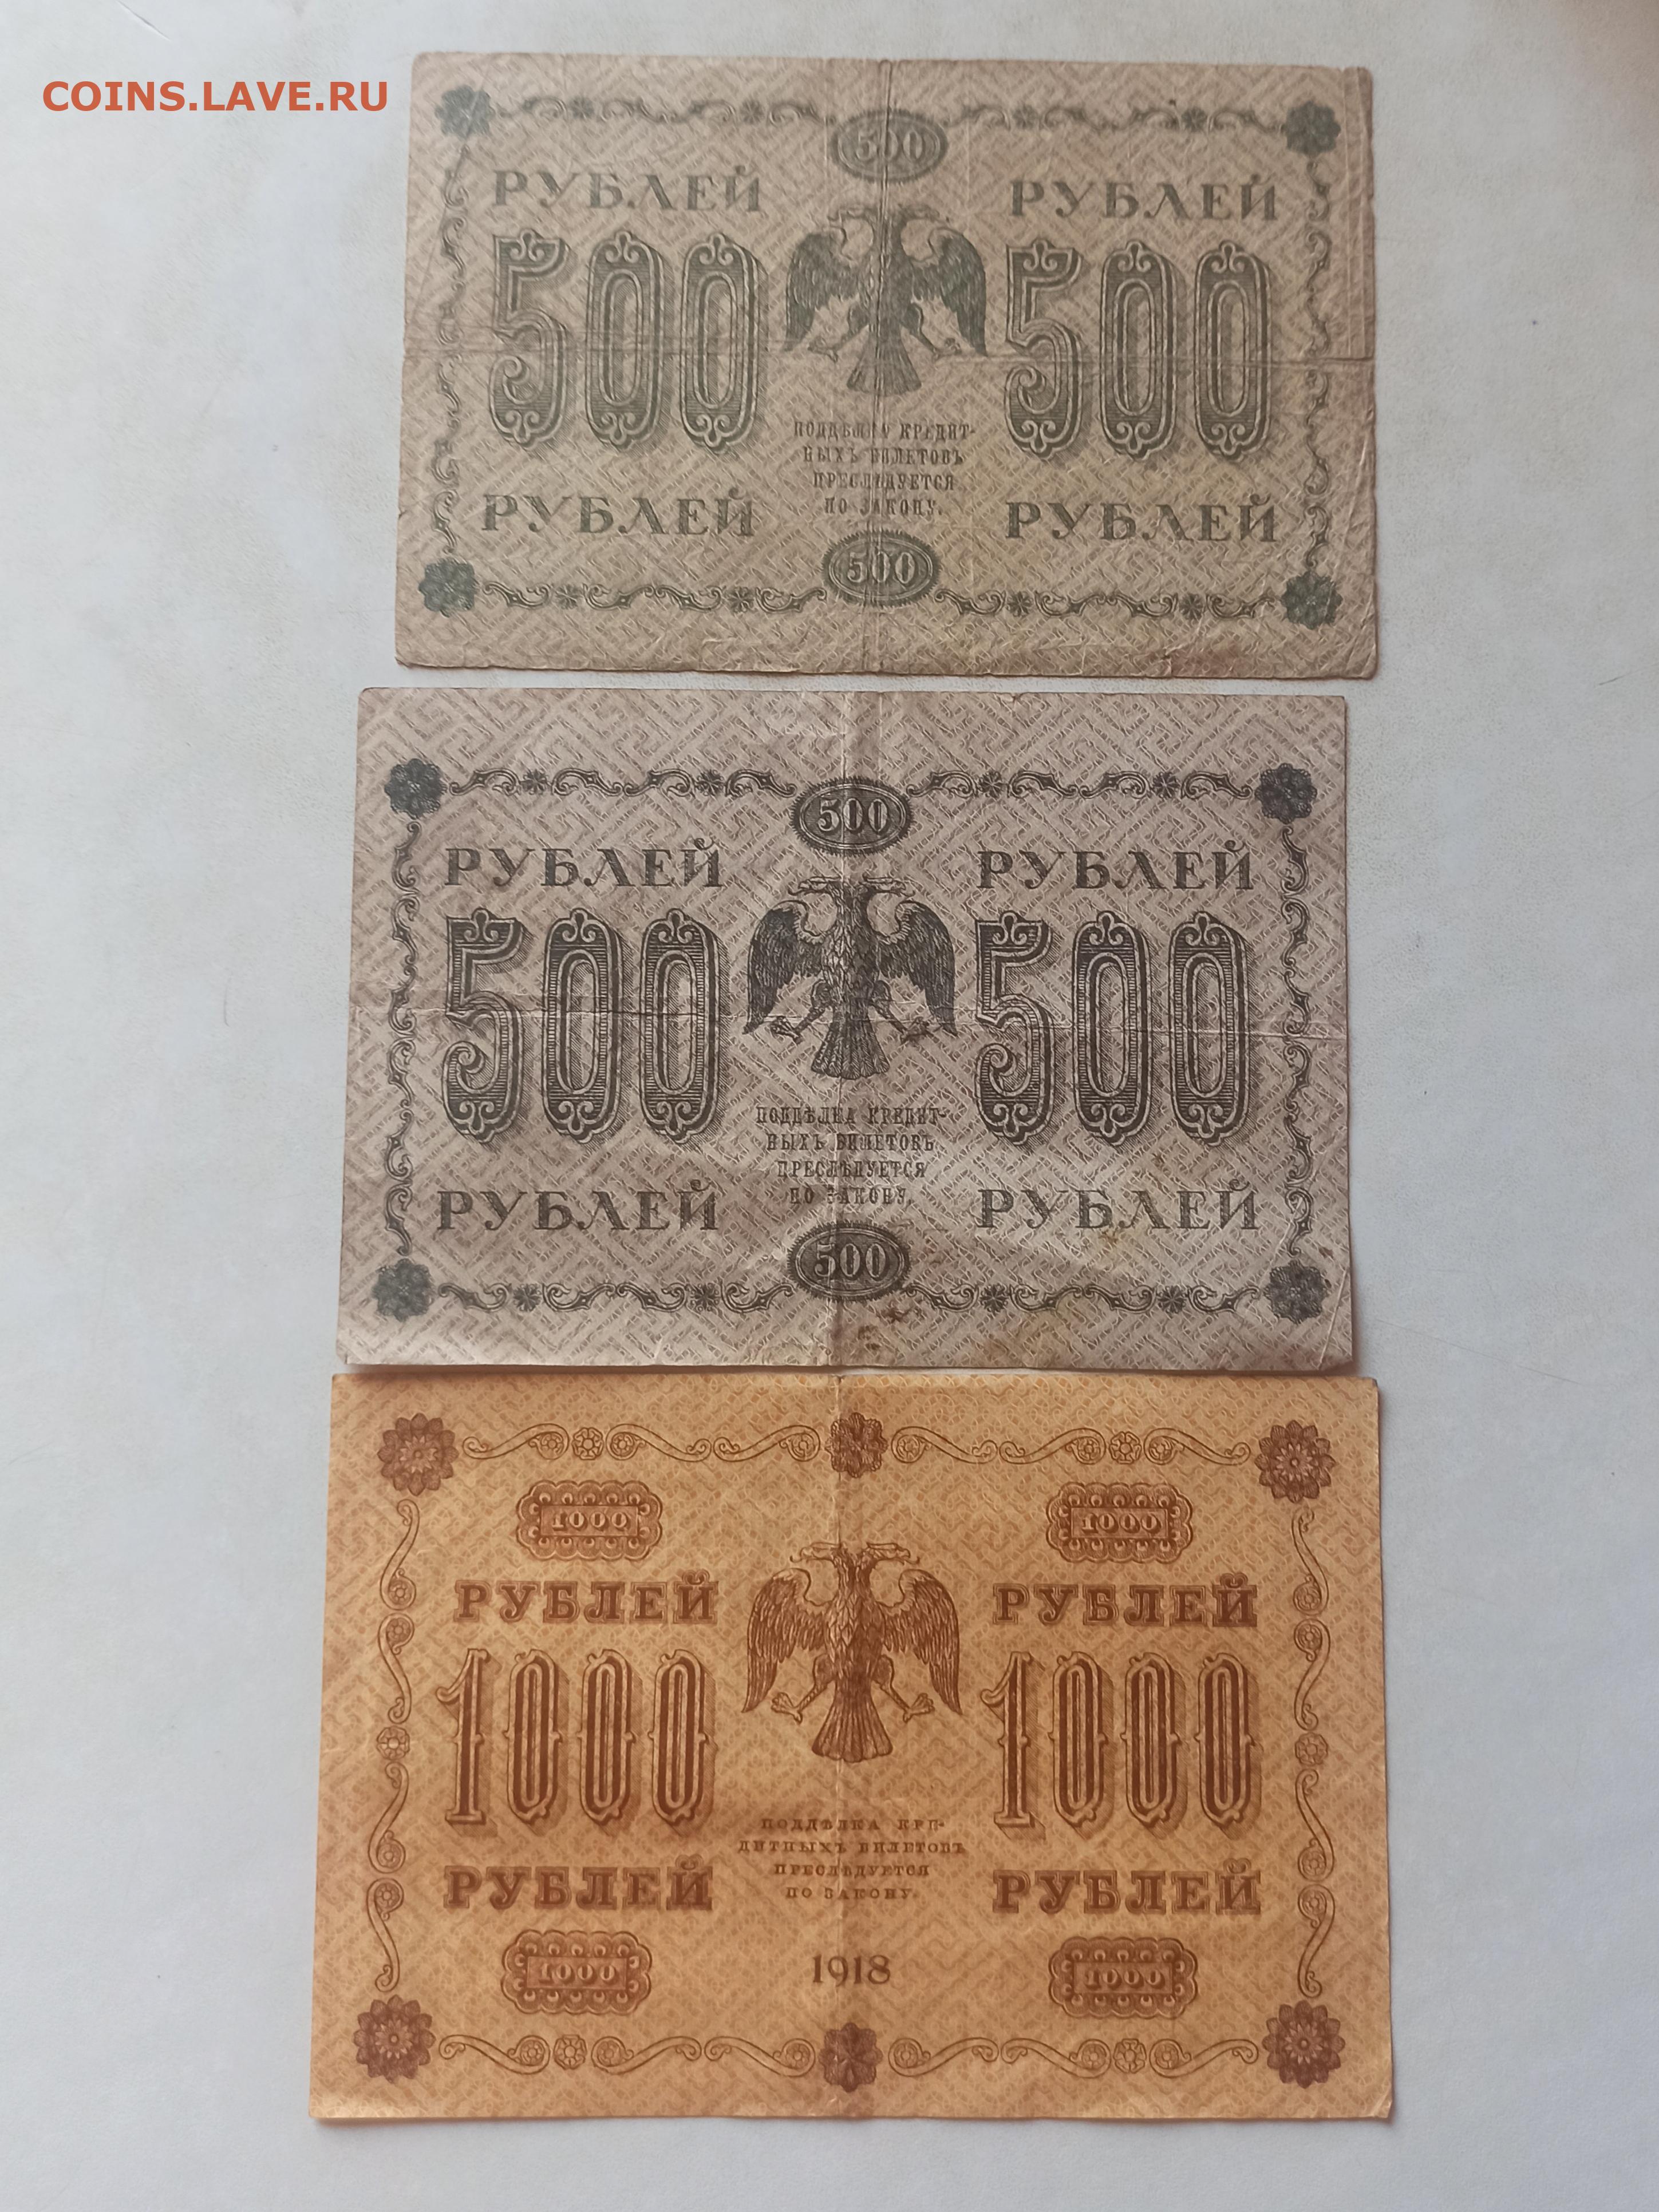 COINS.LAVE.RU
500
РУБЛЕЙ РУБЛЕЙ
500 500
ПОДДѢЛКА КРЕДИТ-
НЫХЪ БИЛЕТОВЪ
ПРЕСЛѢДУЕТСЯ
ПО ЗАКОНУ.
РУБЛЕЙ РУБЛЕЙ
500
500
РУБЛЕЙ РУБЛЕЙ
500 500
ПОДДѢЛКА КРЕДИТ-
НЫХЪ БИЛЕТОВЪ
ПРЕСЛѢДУЕТСЯ
ПО ЗАКОНУ.
РУБЛЕЙ РУБЛЕЙ
500
1000 1000
РУБЛЕЙ РУБЛЕЙ
1000 1000
ПОДДѢЛКА КРЕ-
ДИТНЫХЪ БИЛЕТОВЪ
ПРЕСЛѢДУЕТСЯ
ПО ЗАКОНУ.
РУБЛЕЙ РУБЛЕЙ
1000 1918 1000